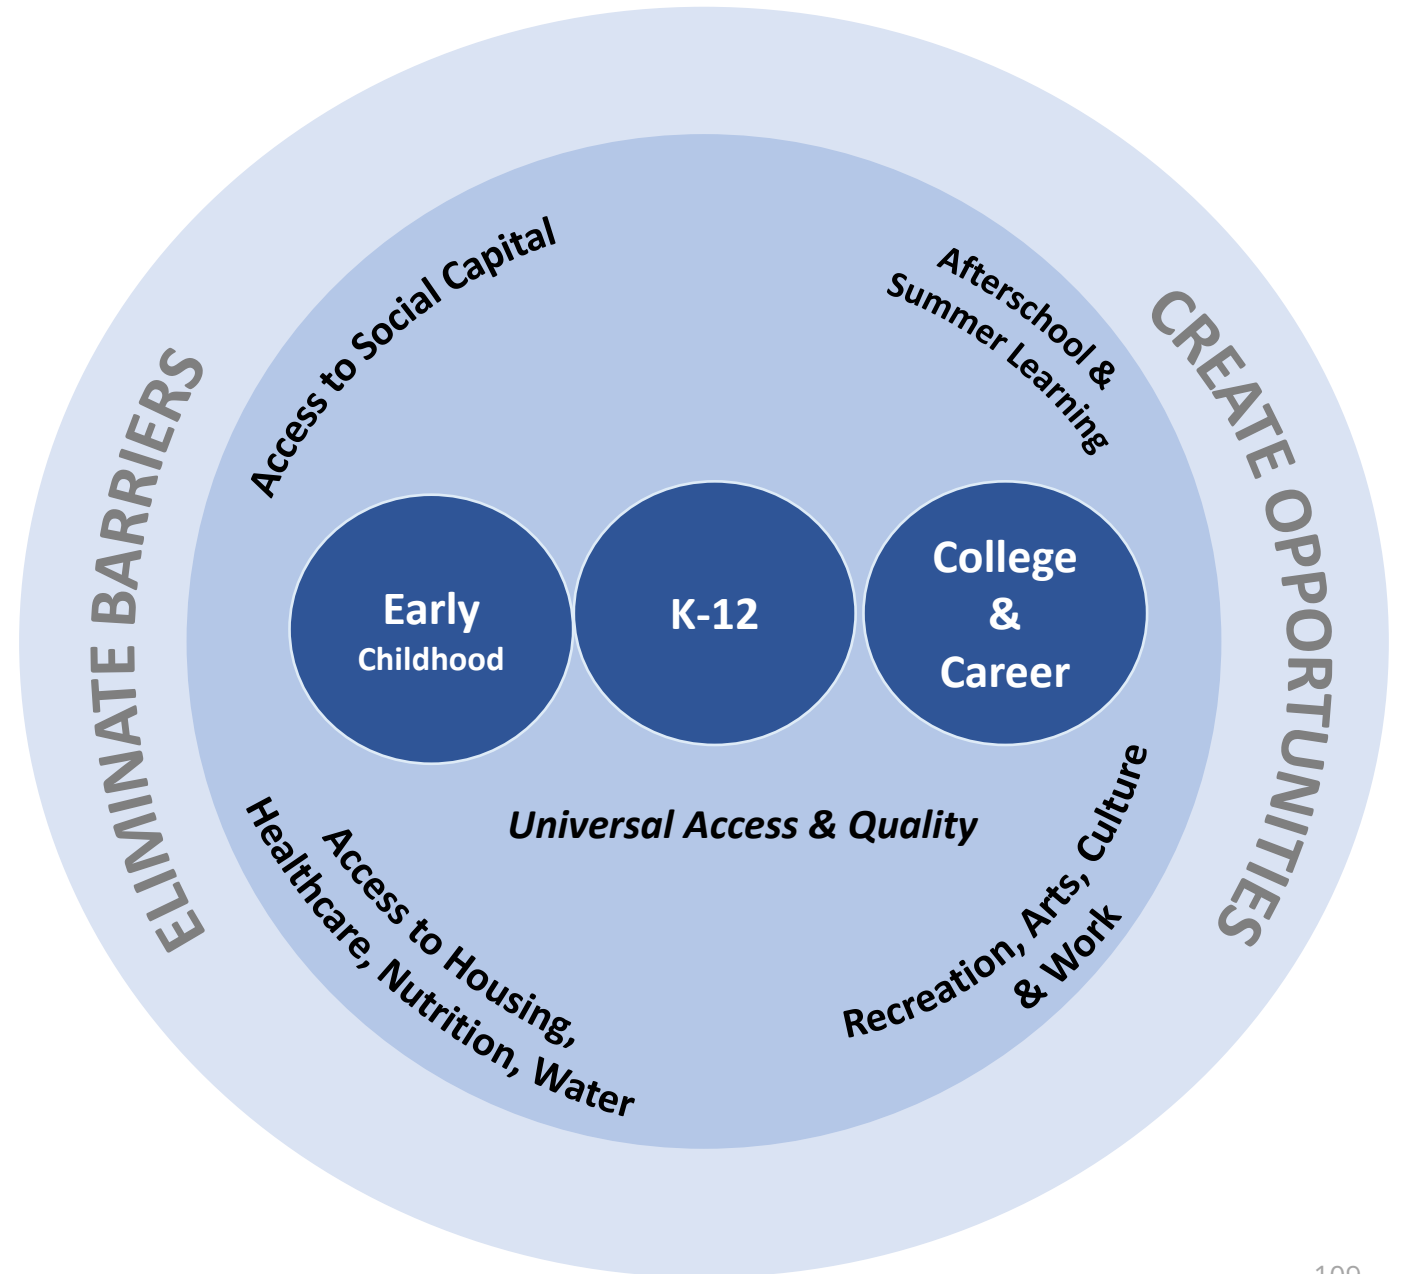 ELIMINATE BARRIERS
CREATE OPPORTUNITIES
Access to Social Capital
Afterschool &
Summer Learning
Early
Childhood
K-12
College
&
Career
Universal Access & Quality
Access to Housing,
Healthcare, Nutrition, Water
Recreation, Arts, Culture
& Work